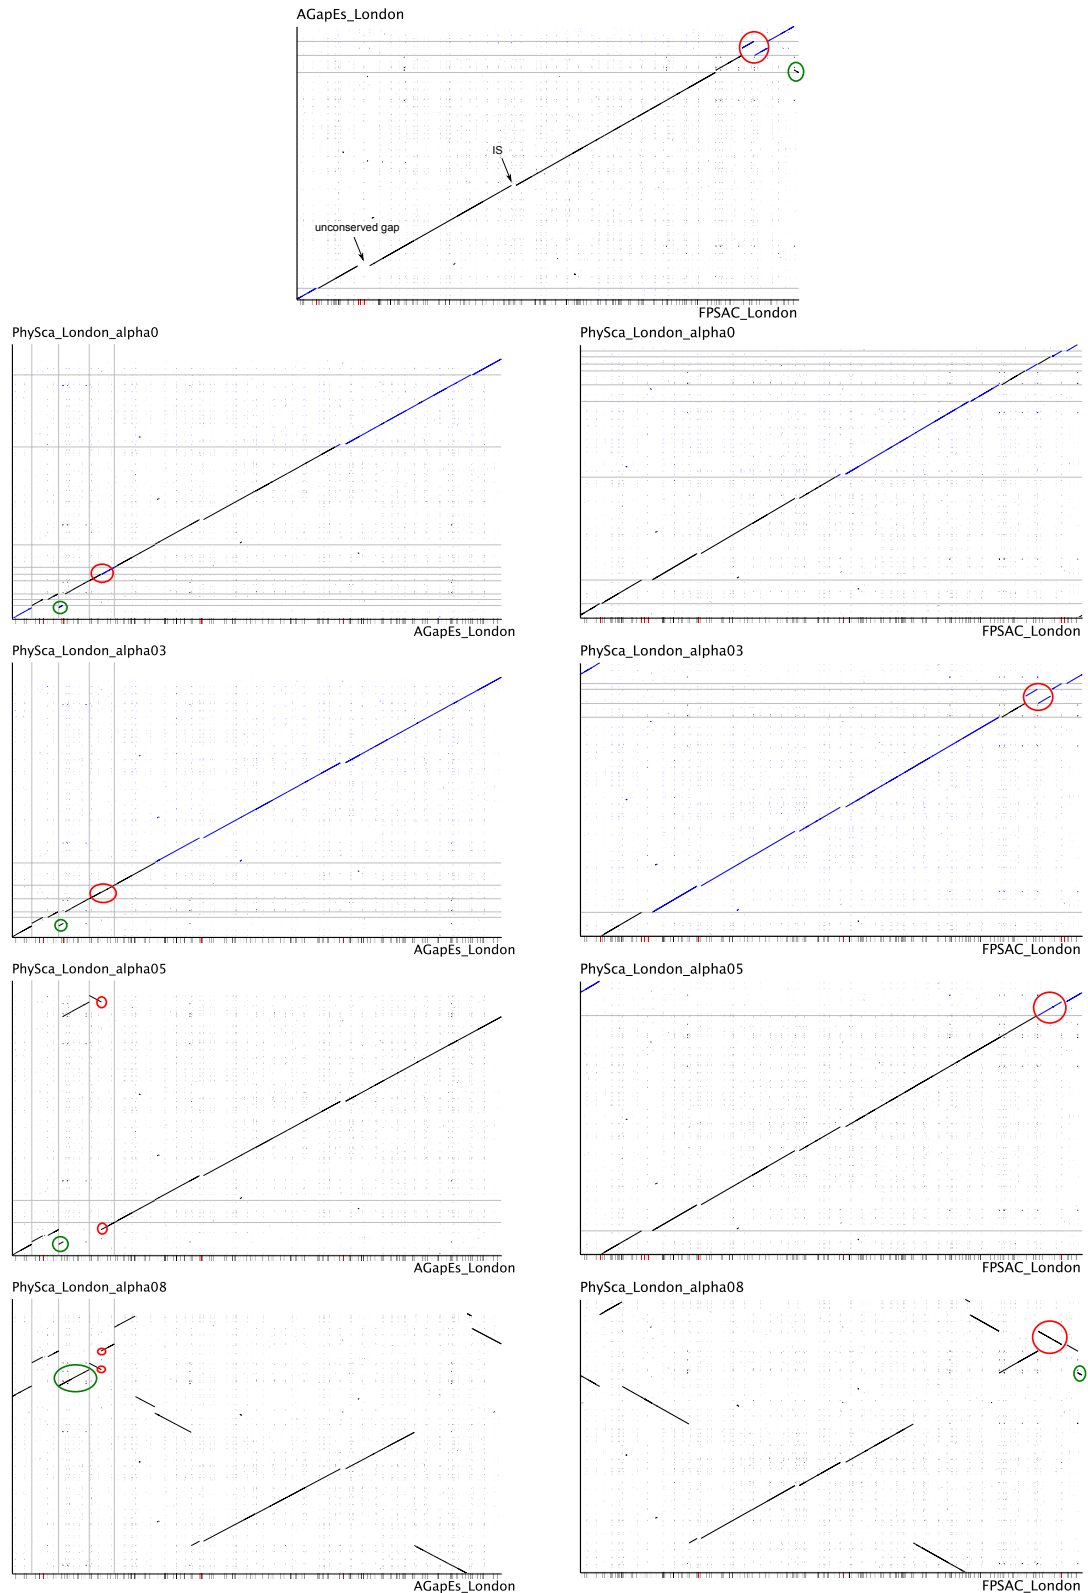 AGapEs_London
IS
unconserved gap
FPSAC_London
PhySca_London_alpha0
PhySca_London_alpha0
AGapEs_London
FPSAC_London
PhySca_London_alpha03
PhySca_London_alpha03
AGapEs_London
FPSAC_London
PhySca_London_alpha05
PhySca_London_alpha05
AGapEs_London
FPSAC_London
PhySca_London_alpha08
PhySca_London_alpha08
AGapEs_London
FPSAC_London